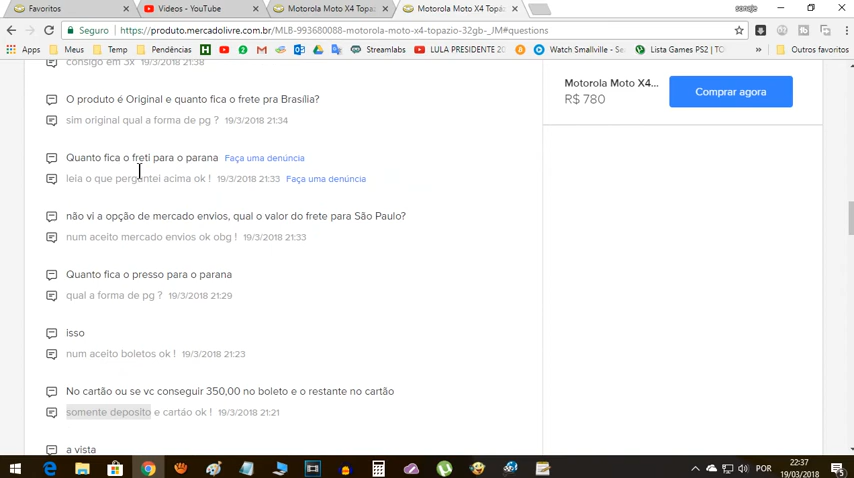 Favoritos
Videos - YouTube
Motorola Moto X4 Topaz
Motorola Moto X4 Topáz
Seguro
https://produto.mercadolivre.com.br/MLB-993680088-motorola-moto-x4-topazio-32gb-_JM#questions
Apps
Meus
Temp
Pendências
Streamlabs
LULA PRESIDENTE 20
Watch Smallville - Se
Lista Games PS2 | TO
»
Outros favoritos
consigo em 3x 19/3/2018 21:38
O produto é Original e quanto fica o frete pra Brasília?
sim original qual a forma de pg ? 19/3/2018 21:34
Quanto fica o freti para o parana Faça uma denúncia
leia o que perguntei acima ok ! 19/3/2018 21:33 Faça uma denúncia
não vi a opção de mercado envios, qual o valor do frete para São Paulo?
num aceito mercado envios ok obg ! 19/3/2018 21:33
Quanto fica o presso para o parana
qual a forma de pg ? 19/3/2018 21:29
isso
num aceito boletos ok ! 19/3/2018 21:23
No cartão ou se vc conseguir 350,00 no boleto e o restante no cartão
somente deposito e cartáo ok ! 19/3/2018 21:21
a vista
Motorola Moto X4...
R$ 780
Comprar agora
POR
22:37
19/03/2018
5